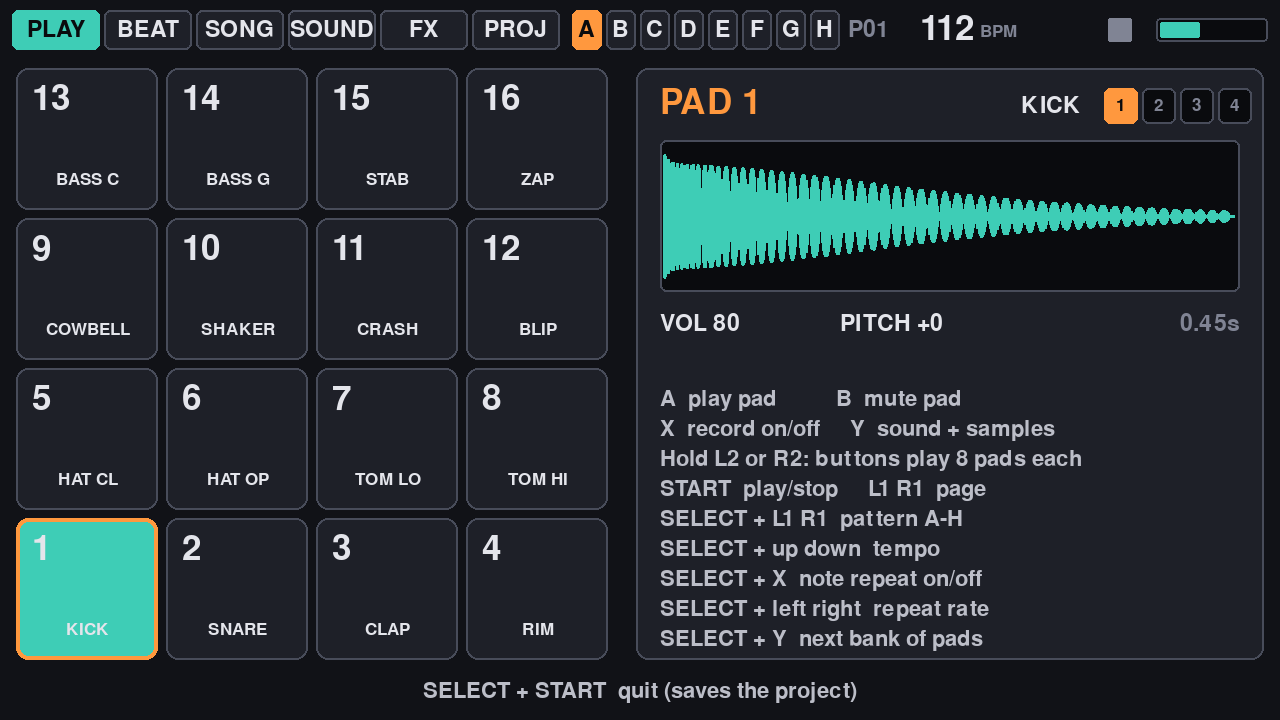 PLAY BEAT SONG SOUND FX PROJ A B C D E F G H P01 112 BPM
13 14 15 16
BASS C BASS G STAB ZAP
9 10 11 12
COWBELL SHAKER CRASH BLIP
5 6 7 8
HAT CL HAT OP TOM LO TOM HI
1 2 3 4
KICK SNARE CLAP RIM
PAD 1 KICK 1 2 3 4
VOL 80 PITCH +0 0.45s
A play pad B mute pad
X record on/off Y sound + samples
Hold L2 or R2: buttons play 8 pads each
START play/stop L1 R1 page
SELECT + L1 R1 pattern A-H
SELECT + up down tempo
SELECT + X note repeat on/off
SELECT + left right repeat rate
SELECT + Y next bank of pads
SELECT + START quit (saves the project)